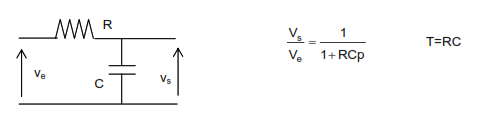 R
C
vₑ
vₛ
Vₛ/Vₑ = 1/(1+RCp)
T=RC